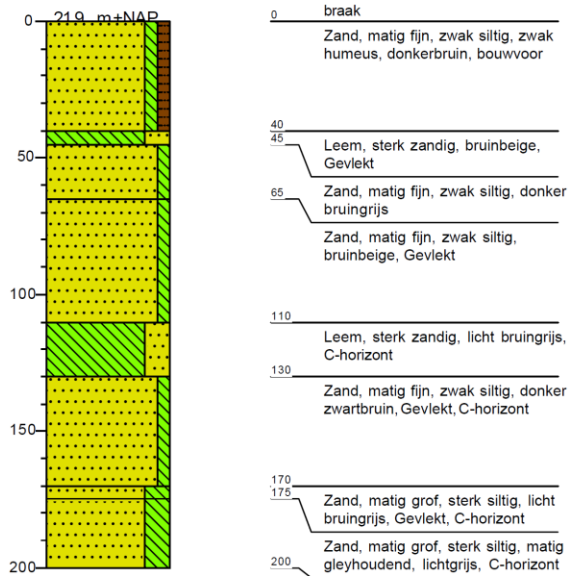 219 m+NAP
0
50
100
150
200
0
braak
Zand, matig fijn, zwak siltig, zwak
humeus, donkerbruin, bouwvoor
40
45
Leem, sterk zandig, bruinbeige,
Gevlekt
65
Zand, matig fijn, zwak siltig, donker
bruingrijs
Zand, matig fijn, zwak siltig,
bruinbeige, Gevlekt
110
Leem, sterk zandig, licht bruingrijs,
C-horizont
130
Zand, matig fijn, zwak siltig, donker
zwartbruin, Gevlekt, C-horizont
170
175
Zand, matig grof, sterk siltig, licht
bruingrijs, Gevlekt, C-horizont
Zand, matig grof, sterk siltig, matig
200
gleyhoudend, lichtgrijs, C-horizont